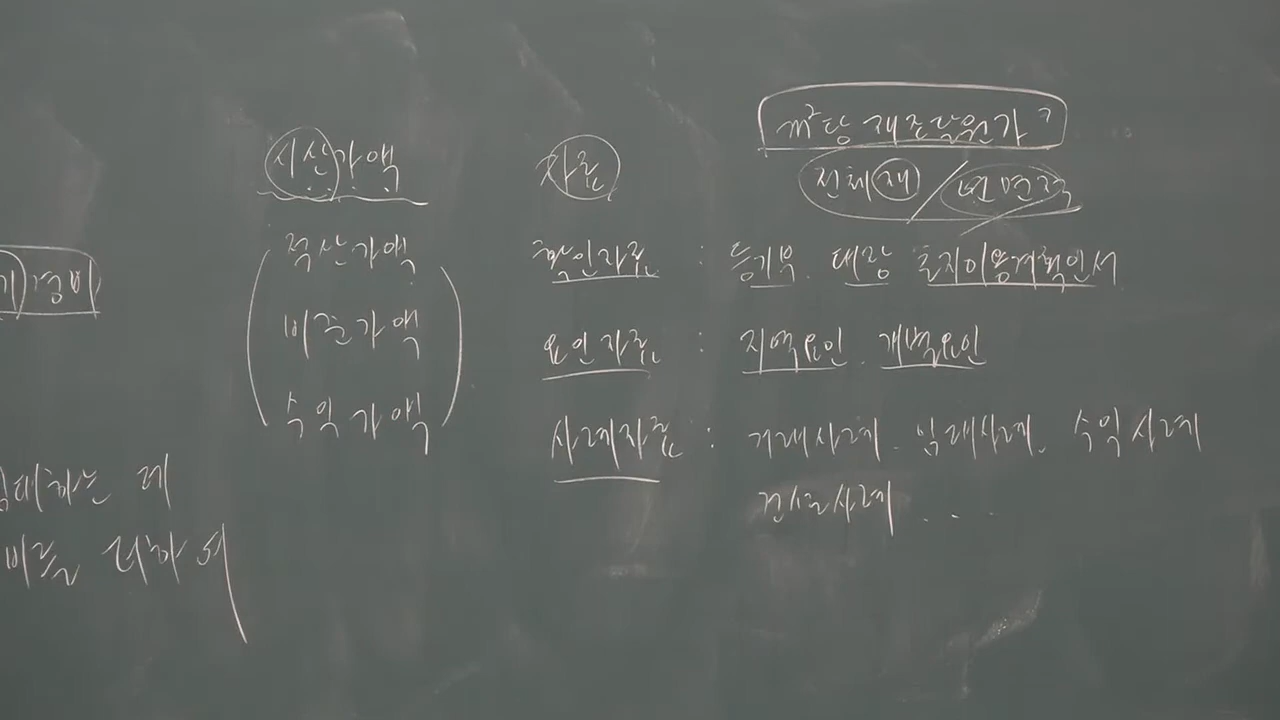 시산가액
적산가액
비준가액
수익가액
자료
m²당 재조달원가?
전체 재 / 연면적
확인자료 : 등기부, 대장, 토지이용계획확인서
요인자료 : 지역요인, 개별요인
사례자료 : 거래사례, 임대사례, 수익사례
건설사례 ...
경비
임대하는 데
비를 더하여